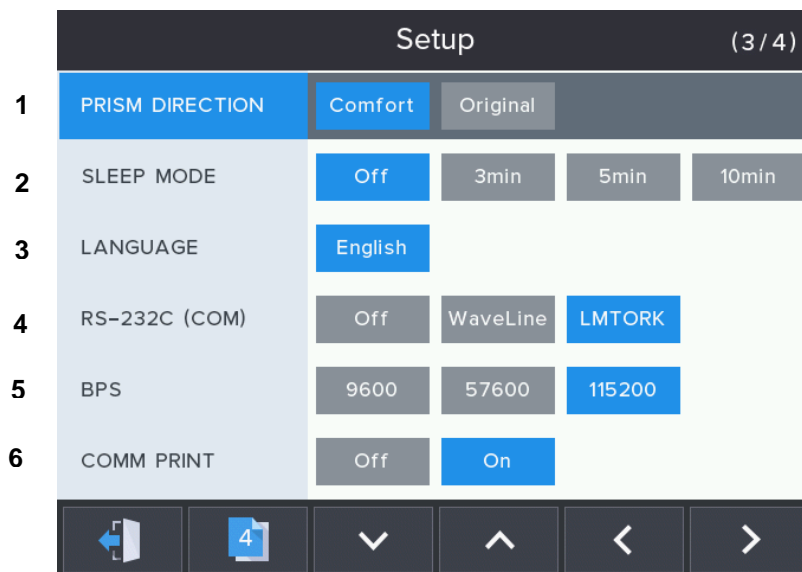 Setup (3/4)
1 PRISM DIRECTION Comfort Original
2 SLEEP MODE Off 3min 5min 10min
3 LANGUAGE English
4 RS-232C (COM) Off WaveLine LMTORK
5 BPS 9600 57600 115200
6 COMM PRINT Off On
4